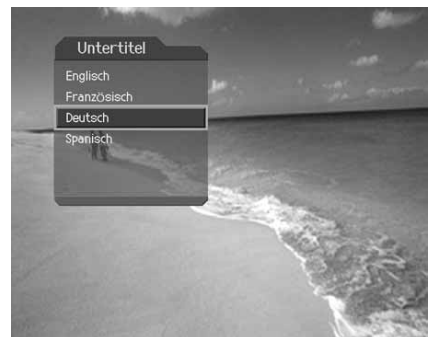 Untertitel
Englisch
Französisch
Deutsch
Spanisch